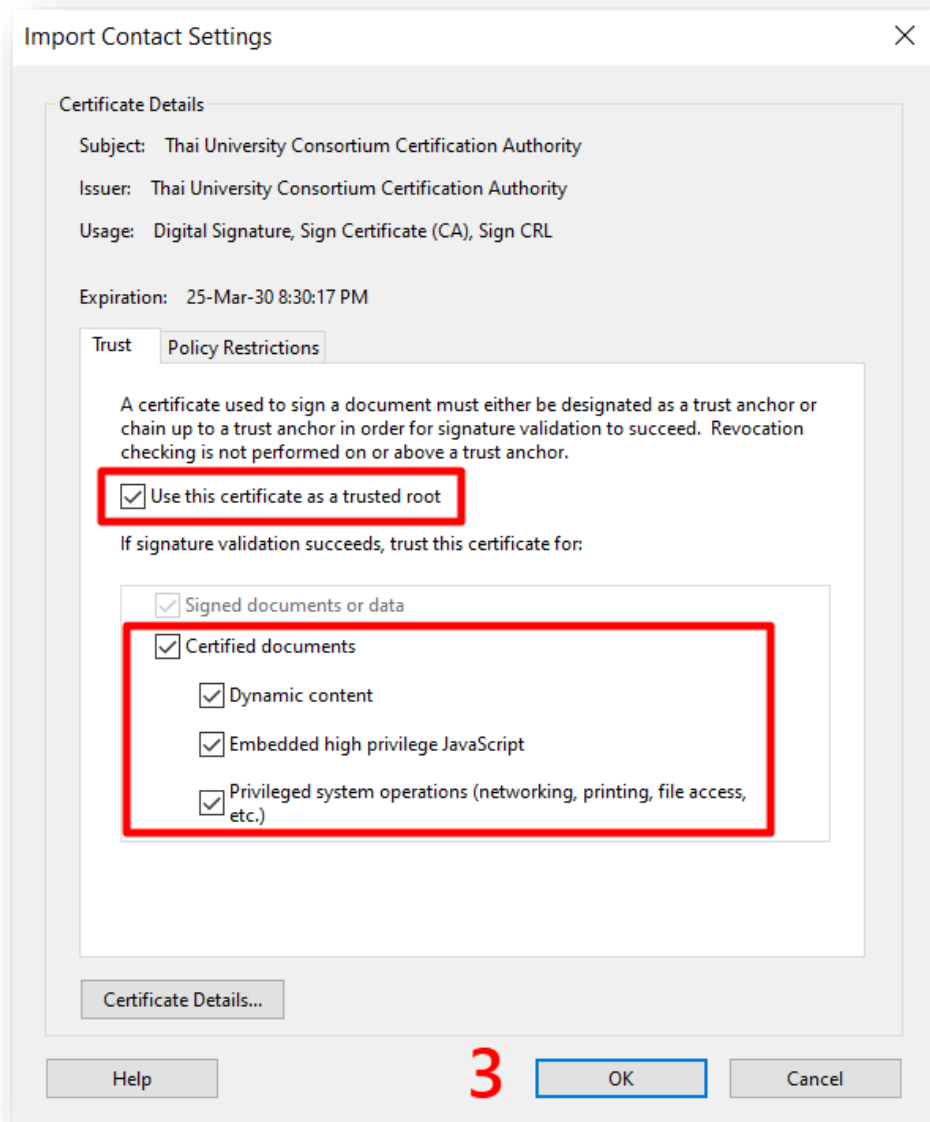 Import Contact Settings
Certificate Details
Subject: Thai University Consortium Certification Authority
Issuer: Thai University Consortium Certification Authority
Usage: Digital Signature, Sign Certificate (CA), Sign CRL
Expiration: 25-Mar-30 8:30:17 PM
Trust Policy Restrictions
A certificate used to sign a document must either be designated as a trust anchor or
chain up to a trust anchor in order for signature validation to succeed. Revocation
checking is not performed on or above a trust anchor.
Use this certificate as a trusted root
If signature validation succeeds, trust this certificate for:
Signed documents or data
Certified documents
Dynamic content
Embedded high privilege JavaScript
Privileged system operations (networking, printing, file access,
etc.)
Certificate Details...
Help 3 OK Cancel